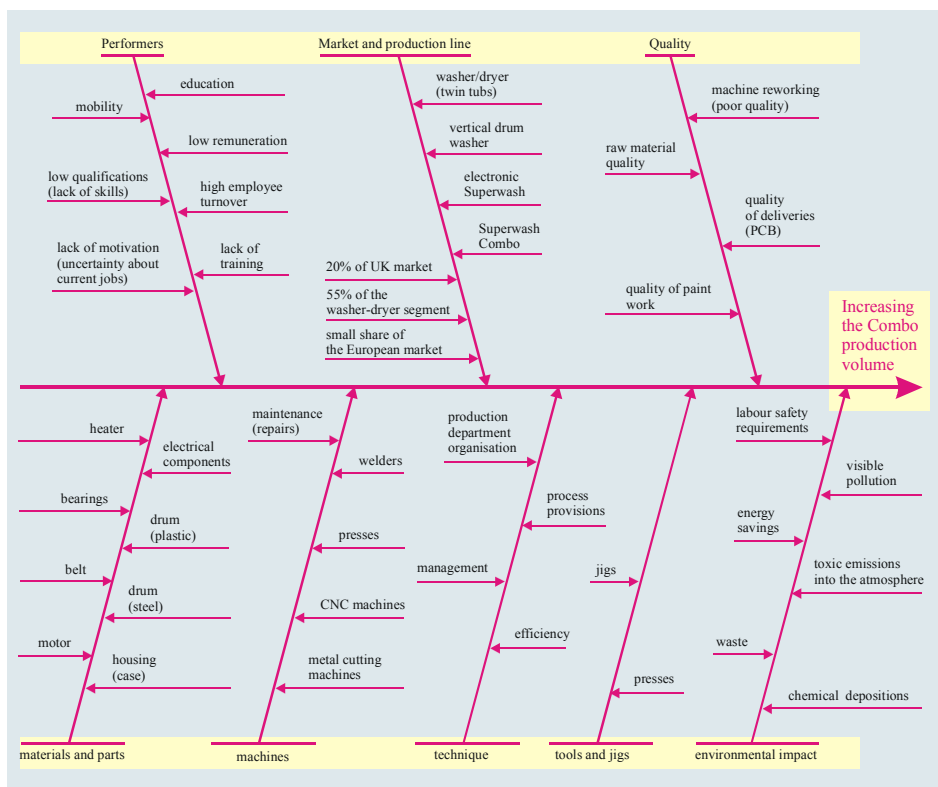 Performers
Market and production line
Quality
education
mobility
low remuneration
low qualifications
(lack of skills)
high employee
turnover
lack of motivation
(uncertainty about
current jobs)
lack of
training
washer/dryer
(twin tubs)
vertical drum
washer
electronic
Superwash
Superwash
Combo
20% of UK market
55% of the
washer-dryer segment
small share of
the European market
machine reworking
(poor quality)
raw material
quality
quality
of deliveries
(PCB)
quality of paint
work
Increasing
the Combo
production
volume
heater
electrical
components
bearings
drum
(plastic)
belt
drum
(steel)
motor
housing
(case)
maintenance
(repairs)
welders
presses
CNC machines
metal cutting
machines
production
department
organisation
process
provisions
management
efficiency
jigs
presses
labour safety
requirements
visible
pollution
energy
savings
toxic emissions
into the atmosphere
waste
chemical depositions
materials and parts
machines
technique
tools and jigs
environmental impact